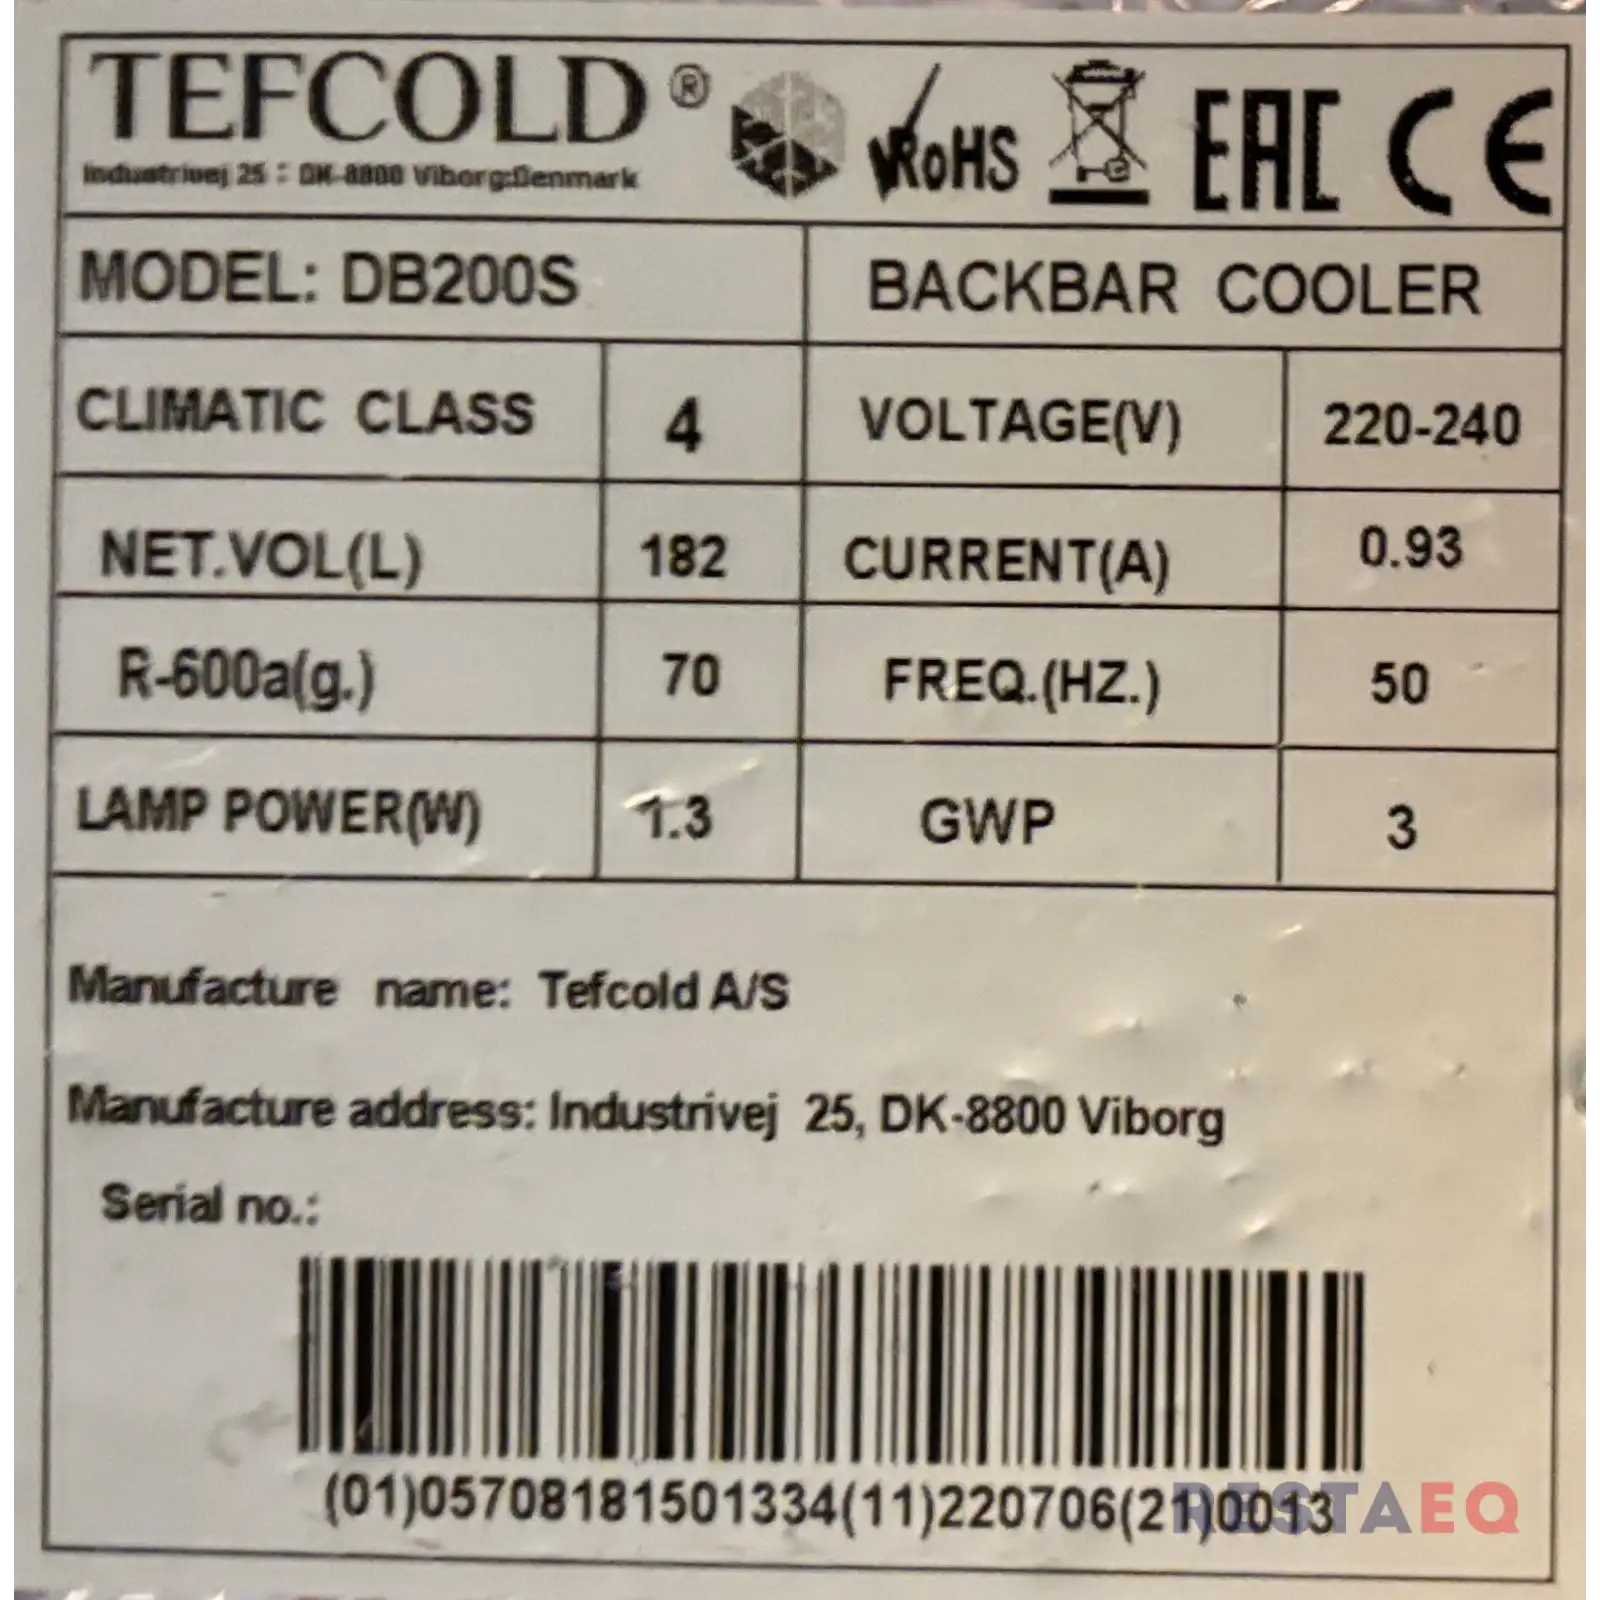 TEFCOLD ®
Industrivej 25 : DK-8800 Viborg:Denmark
RoHS
EAC CE
MODEL: DB200S BACKBAR COOLER
CLIMATIC CLASS 4 VOLTAGE(V) 220-240
NET.VOL(L) 182 CURRENT(A) 0.93
R-600a(g.) 70 FREQ.(HZ.) 50
LAMP POWER(W) 1.3 GWP 3
Manufacture name: Tefcold A/S
Manufacture address: Industrivej 25, DK-8800 Viborg
Serial no.:
(01)05708181501334(11)220706(21)0013
RESTAEQ